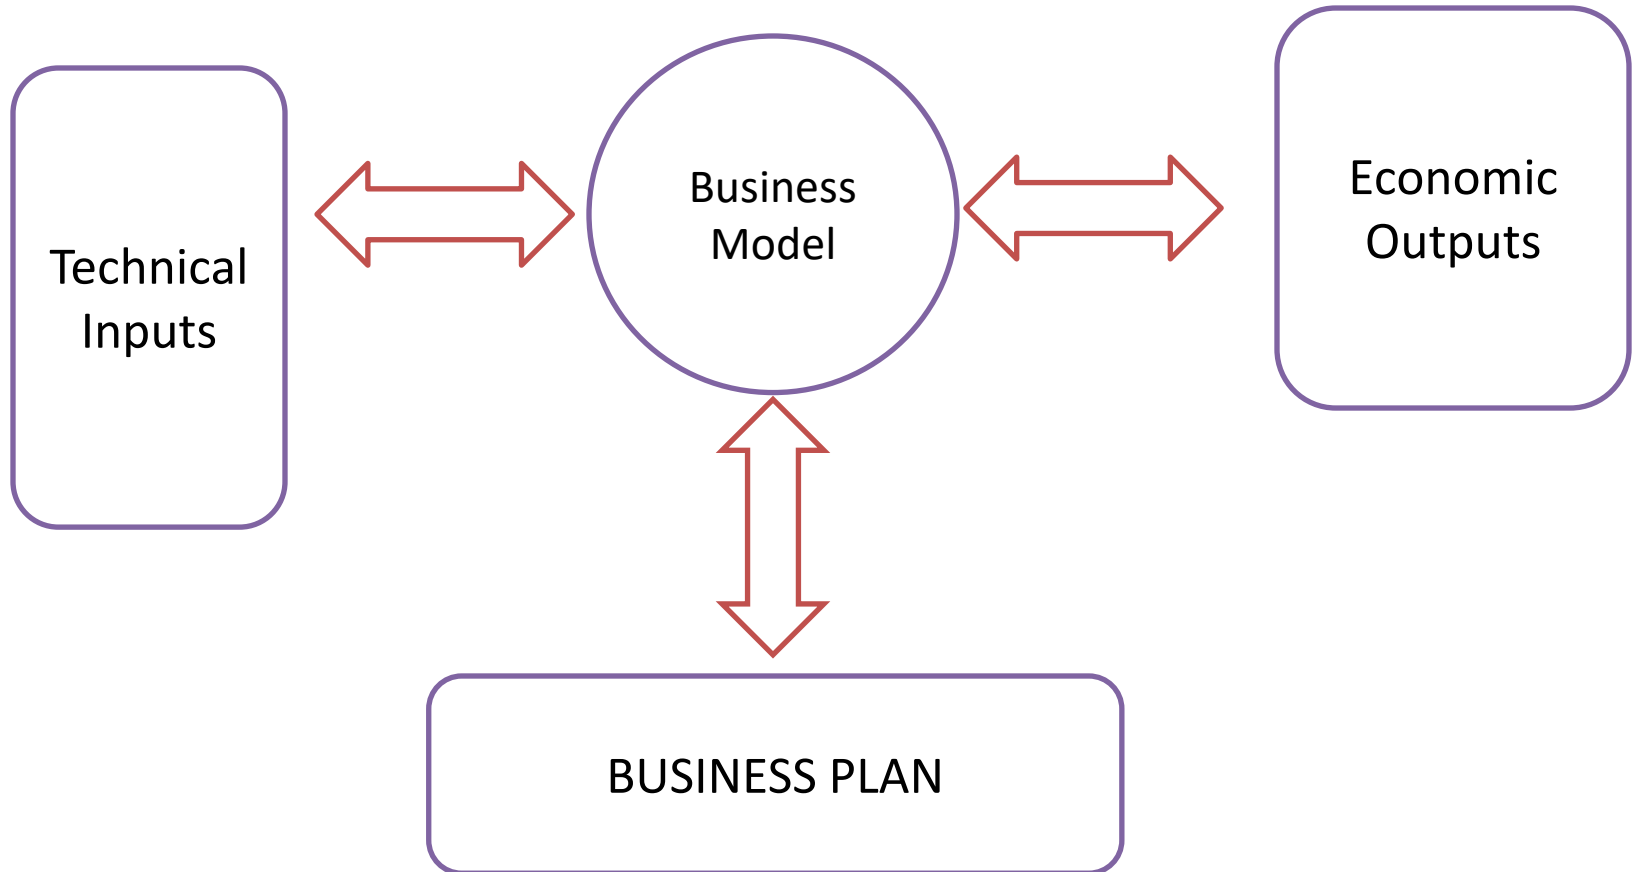 Technical
Inputs
Business
Model
Economic
Outputs
BUSINESS PLAN